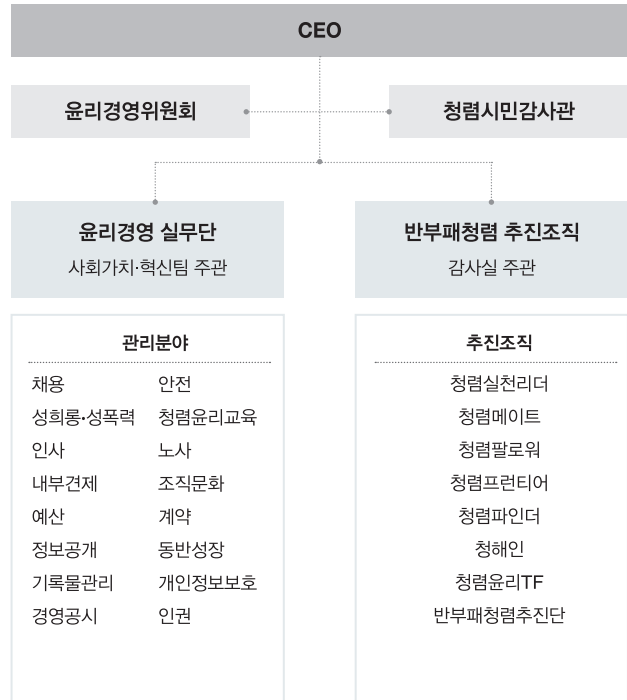 CEO
윤리경영위원회
청렴시민감사관
윤리경영 실무단
사회가치·혁신팀 주관
반부패청렴 추진조직
감사실 주관
관리분야
채용 안전
성희롱·성폭력 청렴윤리교육
인사 노사
내부견제 조직문화
예산 계약
정보공개 동반성장
기록물관리 개인정보보호
경영공시 인권
추진조직
청렴실천리더
청렴메이트
청렴팔로워
청렴프런티어
청렴파인더
청해인
청렴윤리TF
반부패청렴추진단